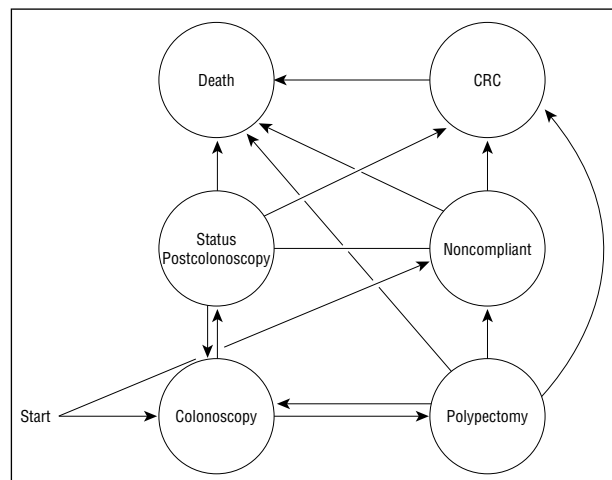 Death
CRC
Status
Postcolonoscopy
Noncompliant
Start
Colonoscopy
Polypectomy